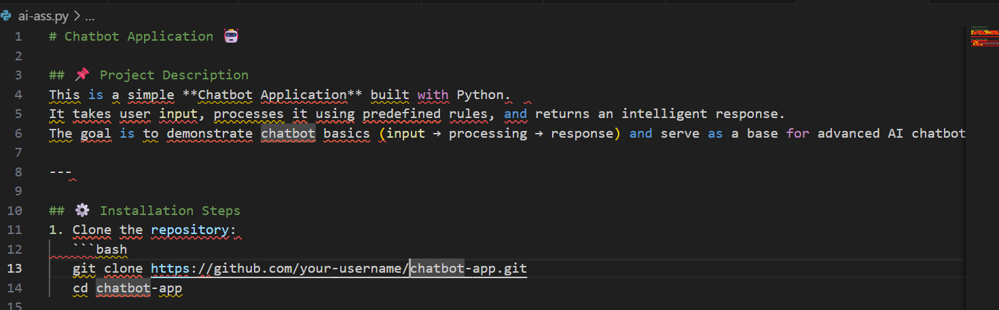 ai-ass.py > ...
1 # Chatbot Application 🤖
2
3 ## 📌 Project Description
4 This is a simple **Chatbot Application** built with Python.
5 It takes user input, processes it using predefined rules, and returns an intelligent response.
6 The goal is to demonstrate chatbot basics (input → processing → response) and serve as a base for advanced AI chatbot
7
8 ---
9
10 ## ⚙️ Installation Steps
11 1. Clone the repository:
12    ```bash
13    git clone https://github.com/your-username/chatbot-app.git
14    cd chatbot-app
15